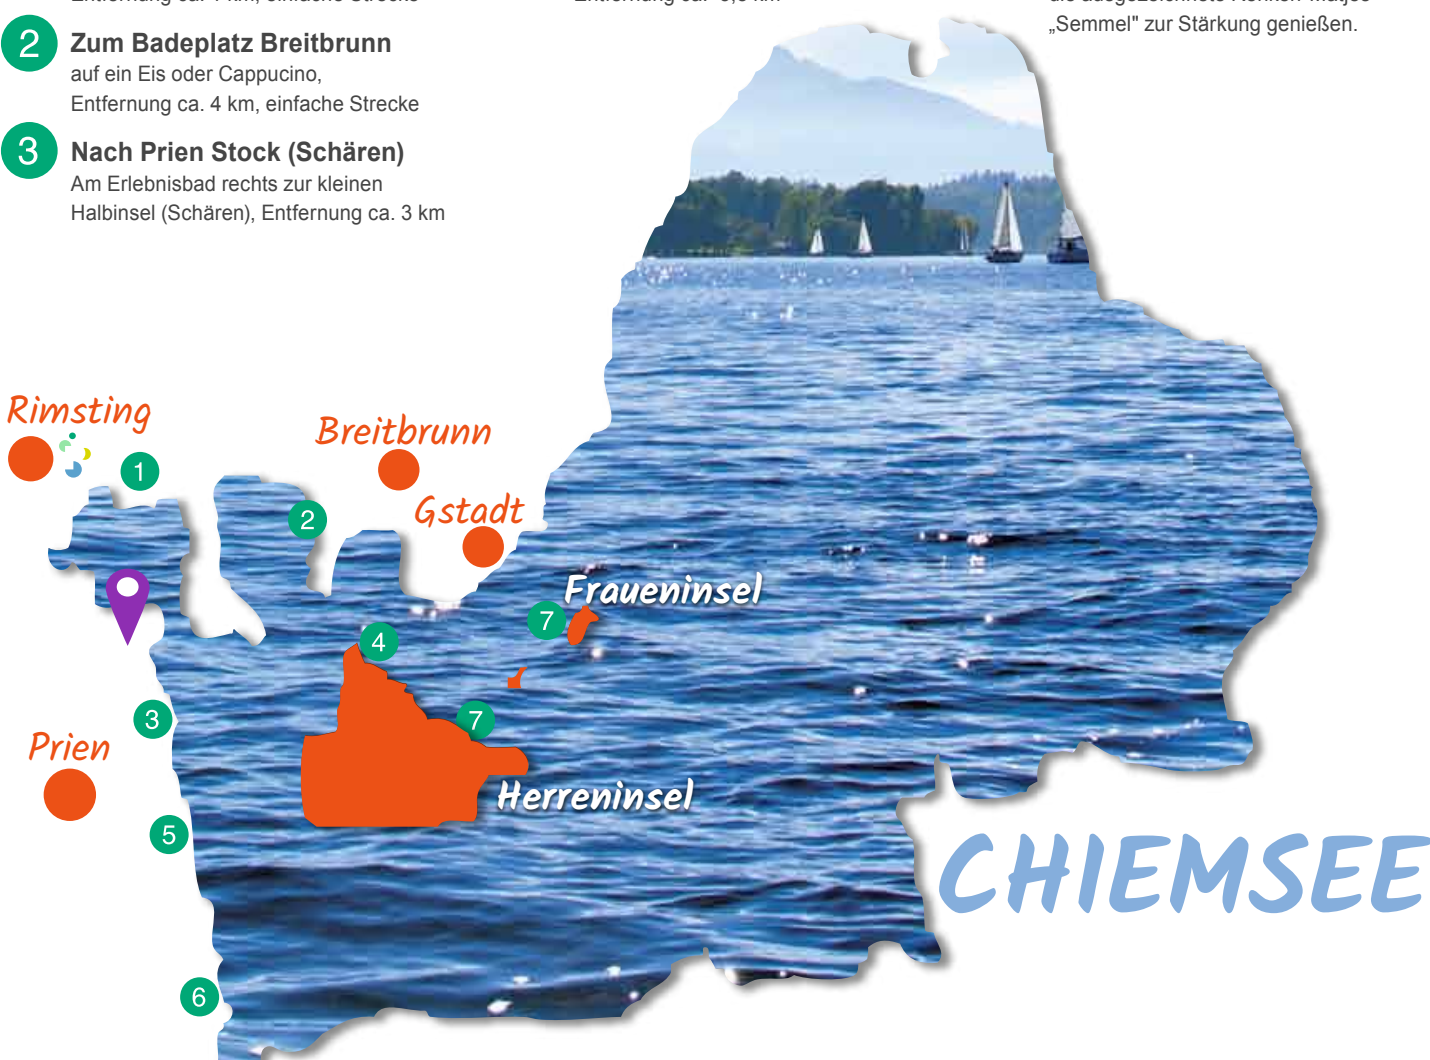 2
Zum Badeplatz Breitbrunn
auf ein Eis oder Cappucino,
Entfernung ca. 4 km, einfache Strecke
3
Nach Prien Stock (Schären)
Am Erlebnisbad rechts zur kleinen
Halbinsel (Schären), Entfernung ca. 3 km
„Semmel" zur Stärkung genießen.
Rimsting
1
Breitbrunn
2
Gstadt
Fraueninsel
7
4
3
7
Prien
Herreninsel
5
CHIEMSEE
6